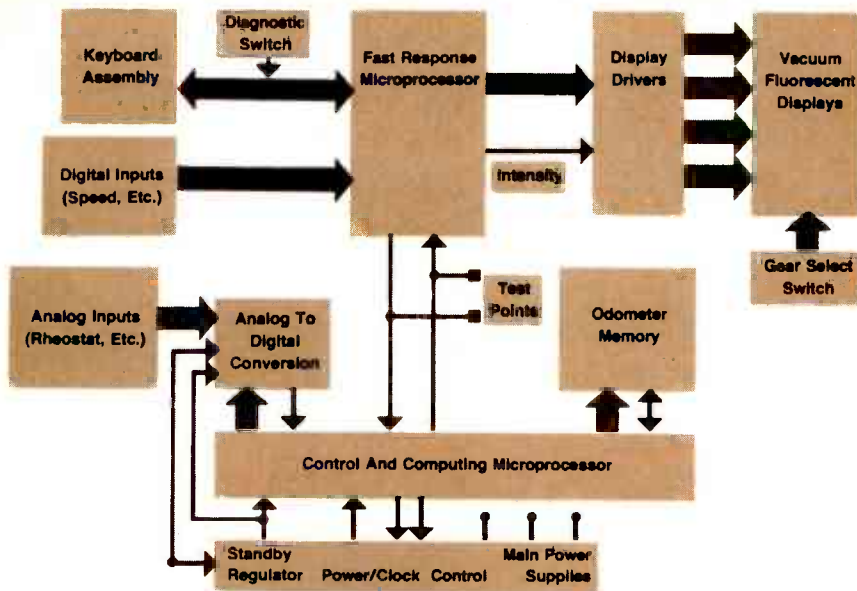 Keyboard
Assembly
Diagnostic
Switch
Fast Response
Microprocessor
Display
Drivers
Vacuum
Fluorescent
Displays
Digital Inputs
(Speed, Etc.)
Intensity
Gear Select
Switch
Analog Inputs
(Rheostat, Etc.)
Analog To
Digital
Conversion
Test
Points
Odometer
Memory
Control And Computing Microprocessor
Standby
Regulator
Power/Clock Control
Main Power
Supplies